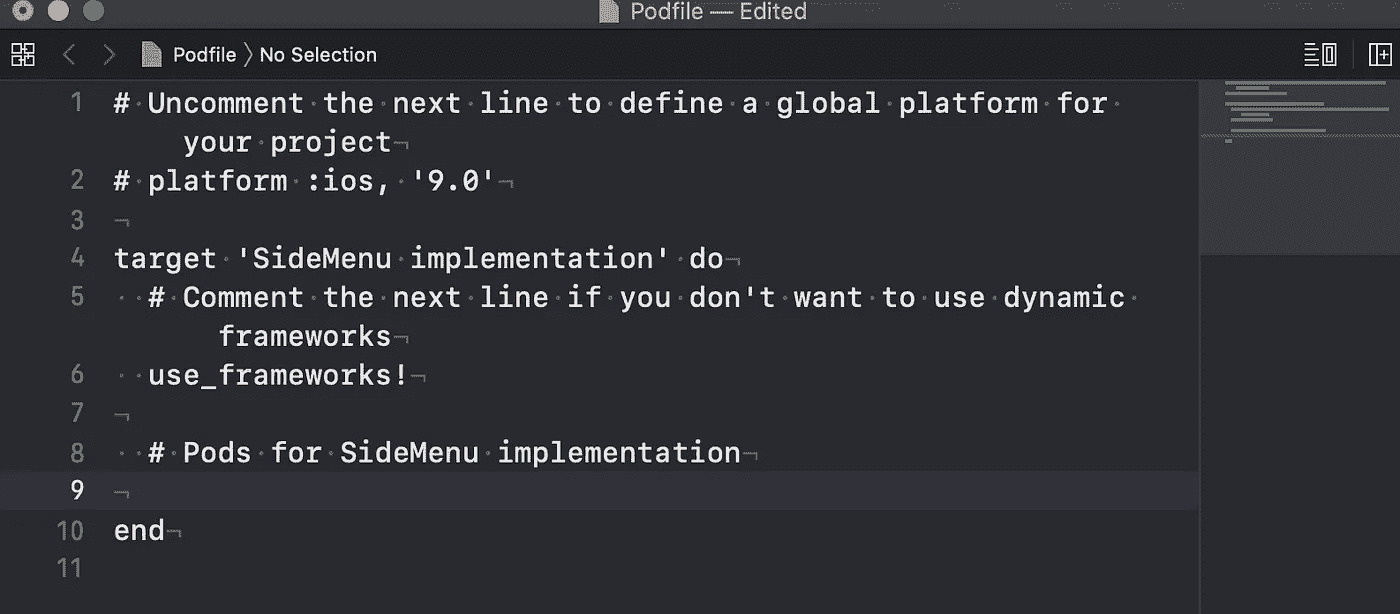 Podfile — Edited
Podfile 〉 No Selection
1 # Uncomment the next line to define a global platform for
your project
2 # platform :ios, '9.0'
3
4 target 'SideMenu implementation' do
5 # Comment the next line if you don't want to use dynamic
frameworks
6 use_frameworks!
7
8 # Pods for SideMenu implementation
9
10 end
11